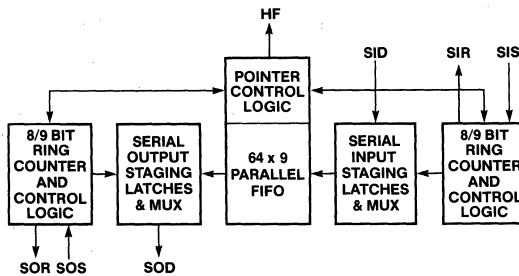 HF
SID
SIR
SIS
POINTER
CONTROL
LOGIC
8/9 BIT
RING
COUNTER
AND
CONTROL
LOGIC
SERIAL
OUTPUT
STAGING
LATCHES
& MUX
64 x 9
PARALLEL
FIFO
SERIAL
INPUT
STAGING
LATCHES
& MUX
8/9 BIT
RING
COUNTER
AND
CONTROL
LOGIC
SOR
SOS
SOD